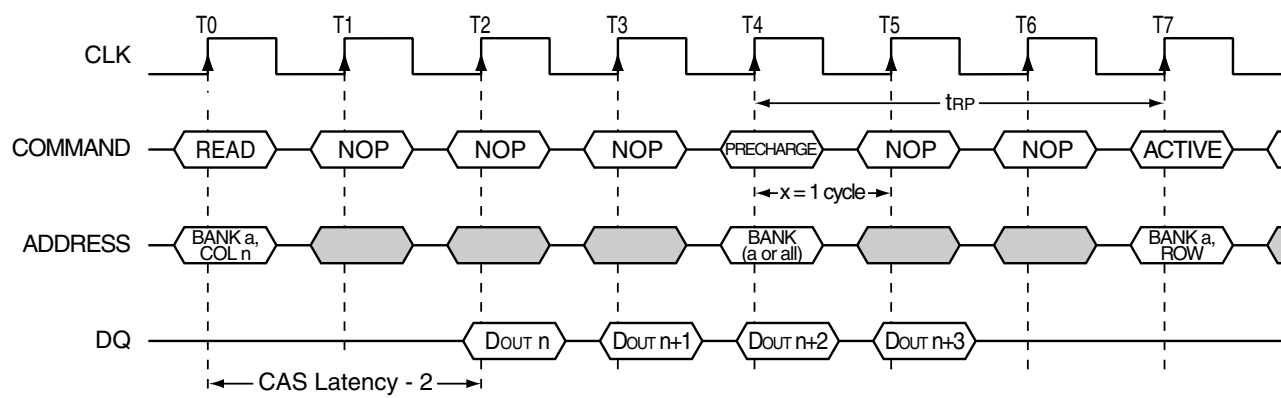 T0 T1 T2 T3 T4 T5 T6 T7
CLK
tRP
COMMAND READ NOP NOP NOP PRECHARGE NOP NOP ACTIVE
x = 1 cycle
ADDRESS
BANK a,
COL n
BANK
(a or all)
BANK a,
ROW
DQ DOUT n DOUT n+1 DOUT n+2 DOUT n+3
CAS Latency - 2